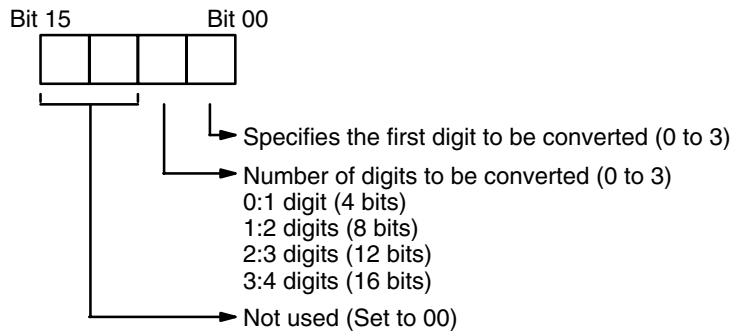 Bit 15 Bit 00
Specifies the first digit to be converted (0 to 3)
Number of digits to be converted (0 to 3)
0:1 digit (4 bits)
1:2 digits (8 bits)
2:3 digits (12 bits)
3:4 digits (16 bits)
Not used (Set to 00)